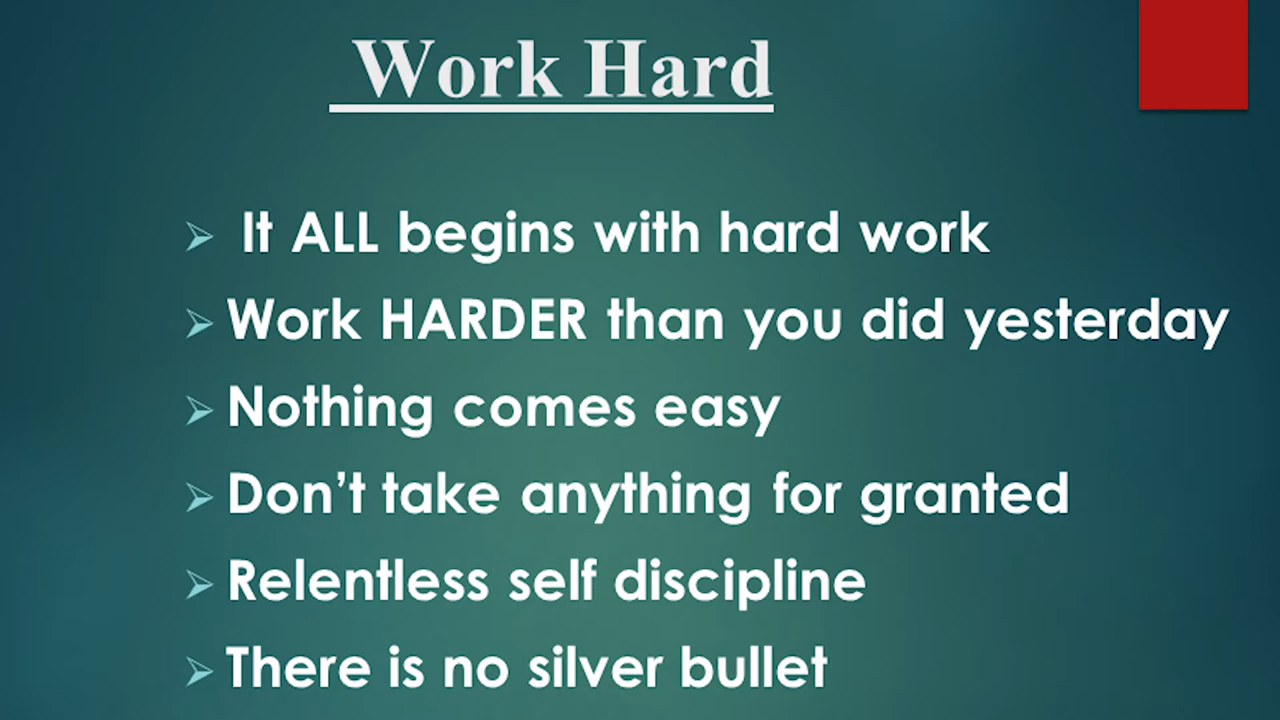 Work Hard
It ALL begins with hard work
Work HARDER than you did yesterday
Nothing comes easy
Don’t take anything for granted
Relentless self discipline
There is no silver bullet